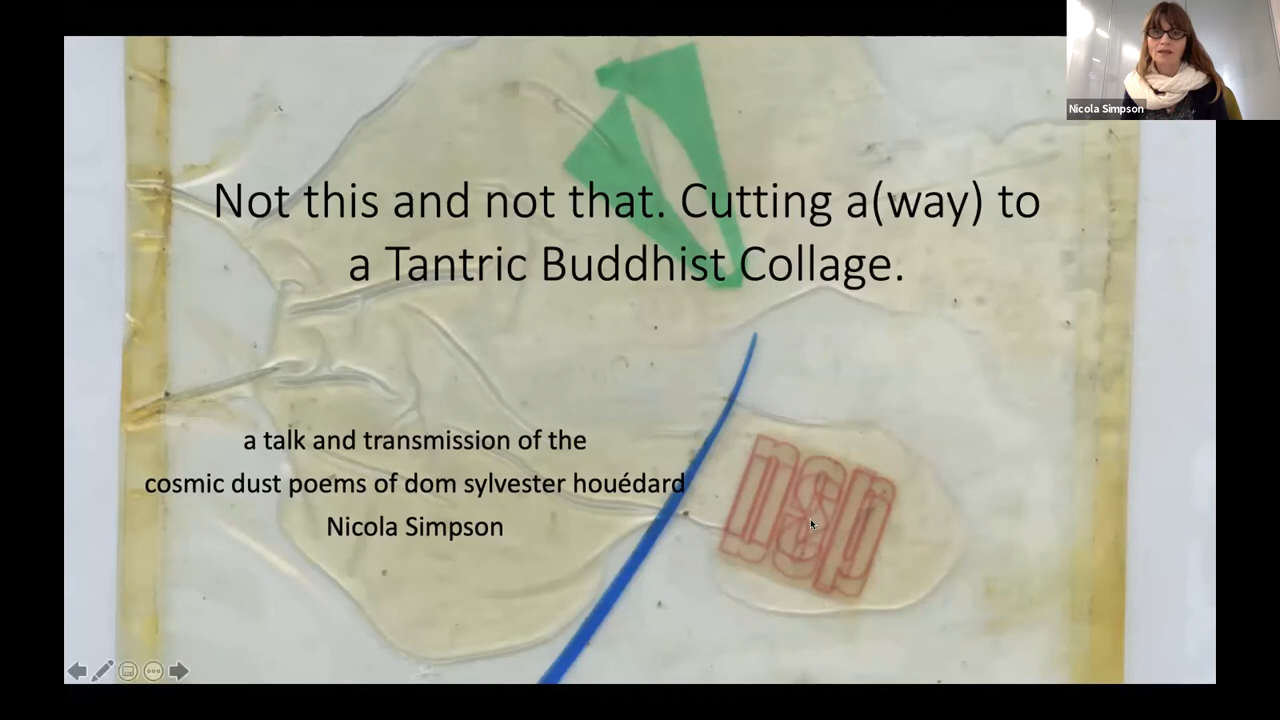 Nicola Simpson
Not this and not that. Cutting a(way) to
a Tantric Buddhist Collage.
a talk and transmission of the
cosmic dust poems of dom sylvester houédard
Nicola Simpson